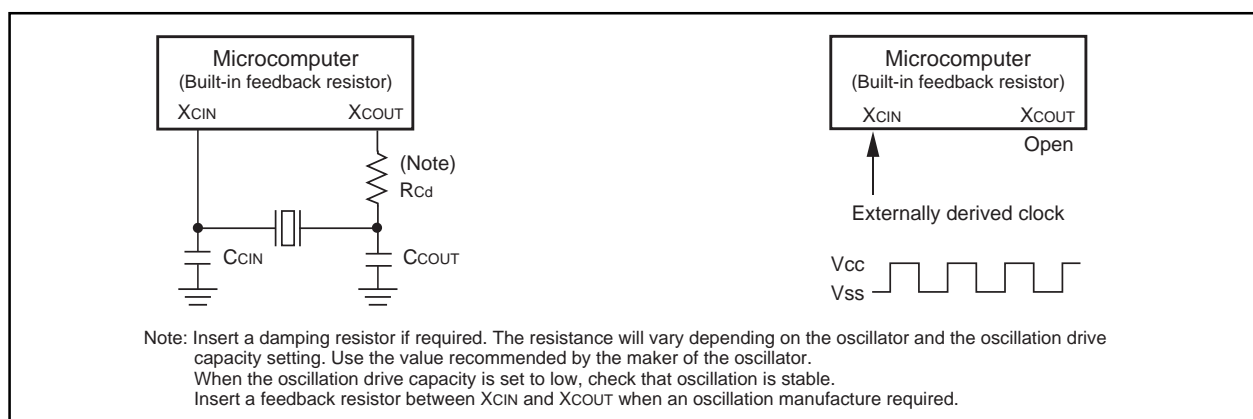 Microcomputer
(Built-in feedback resistor)
XCIN XCOUT
(Note)
RCd
CCIN CCOUT
Microcomputer
(Built-in feedback resistor)
XCIN XCOUT
Open
Externally derived clock
Vcc
Vss
Note: Insert a damping resistor if required. The resistance will vary depending on the oscillator and the oscillation drive
capacity setting. Use the value recommended by the maker of the oscillator.
When the oscillation drive capacity is set to low, check that oscillation is stable.
Insert a feedback resistor between XCIN and XCOUT when an oscillation manufacture required.